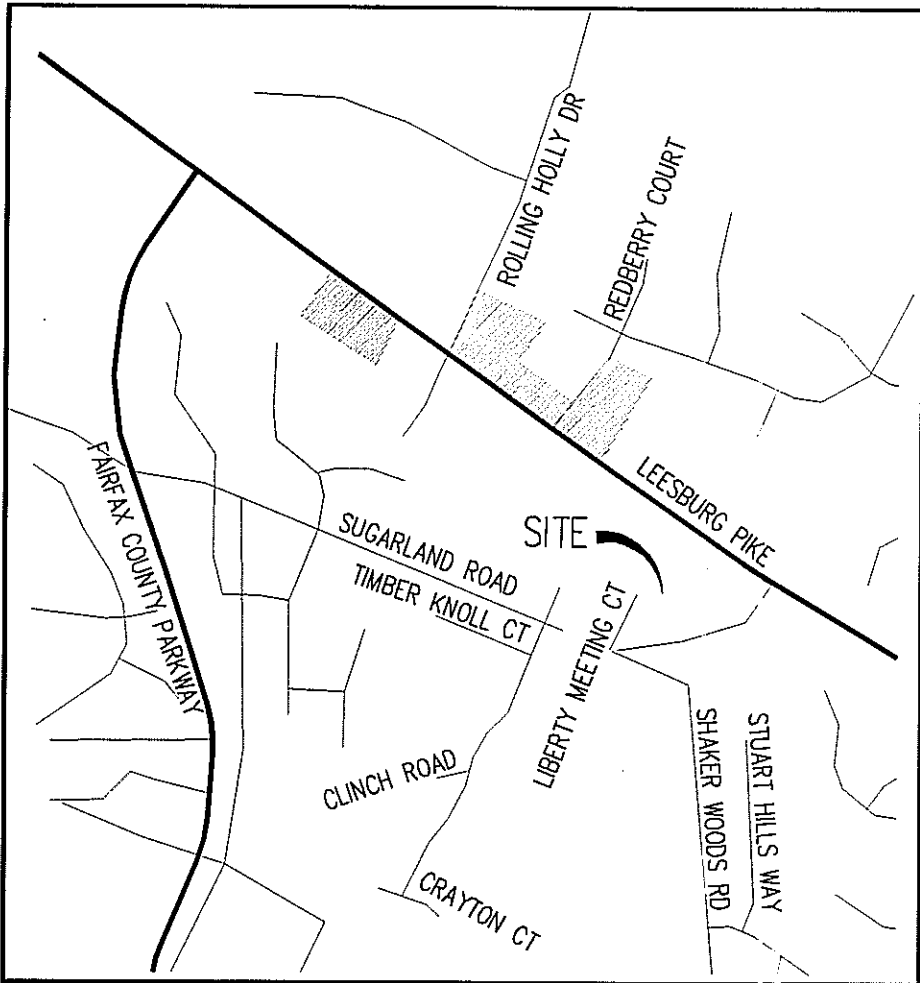 ROLLING HOLLY DR
REDBERRY COURT
LEESBURG PIKE
FAIRFAX COUNTY PARKWAY
SUGARLAND ROAD
SITE
TIMBER KNOLL CT
LIBERTY MEETING CT
CLINCH ROAD
SHAKER WOODS RD
STUART HILLS WAY
CRAYTON CT